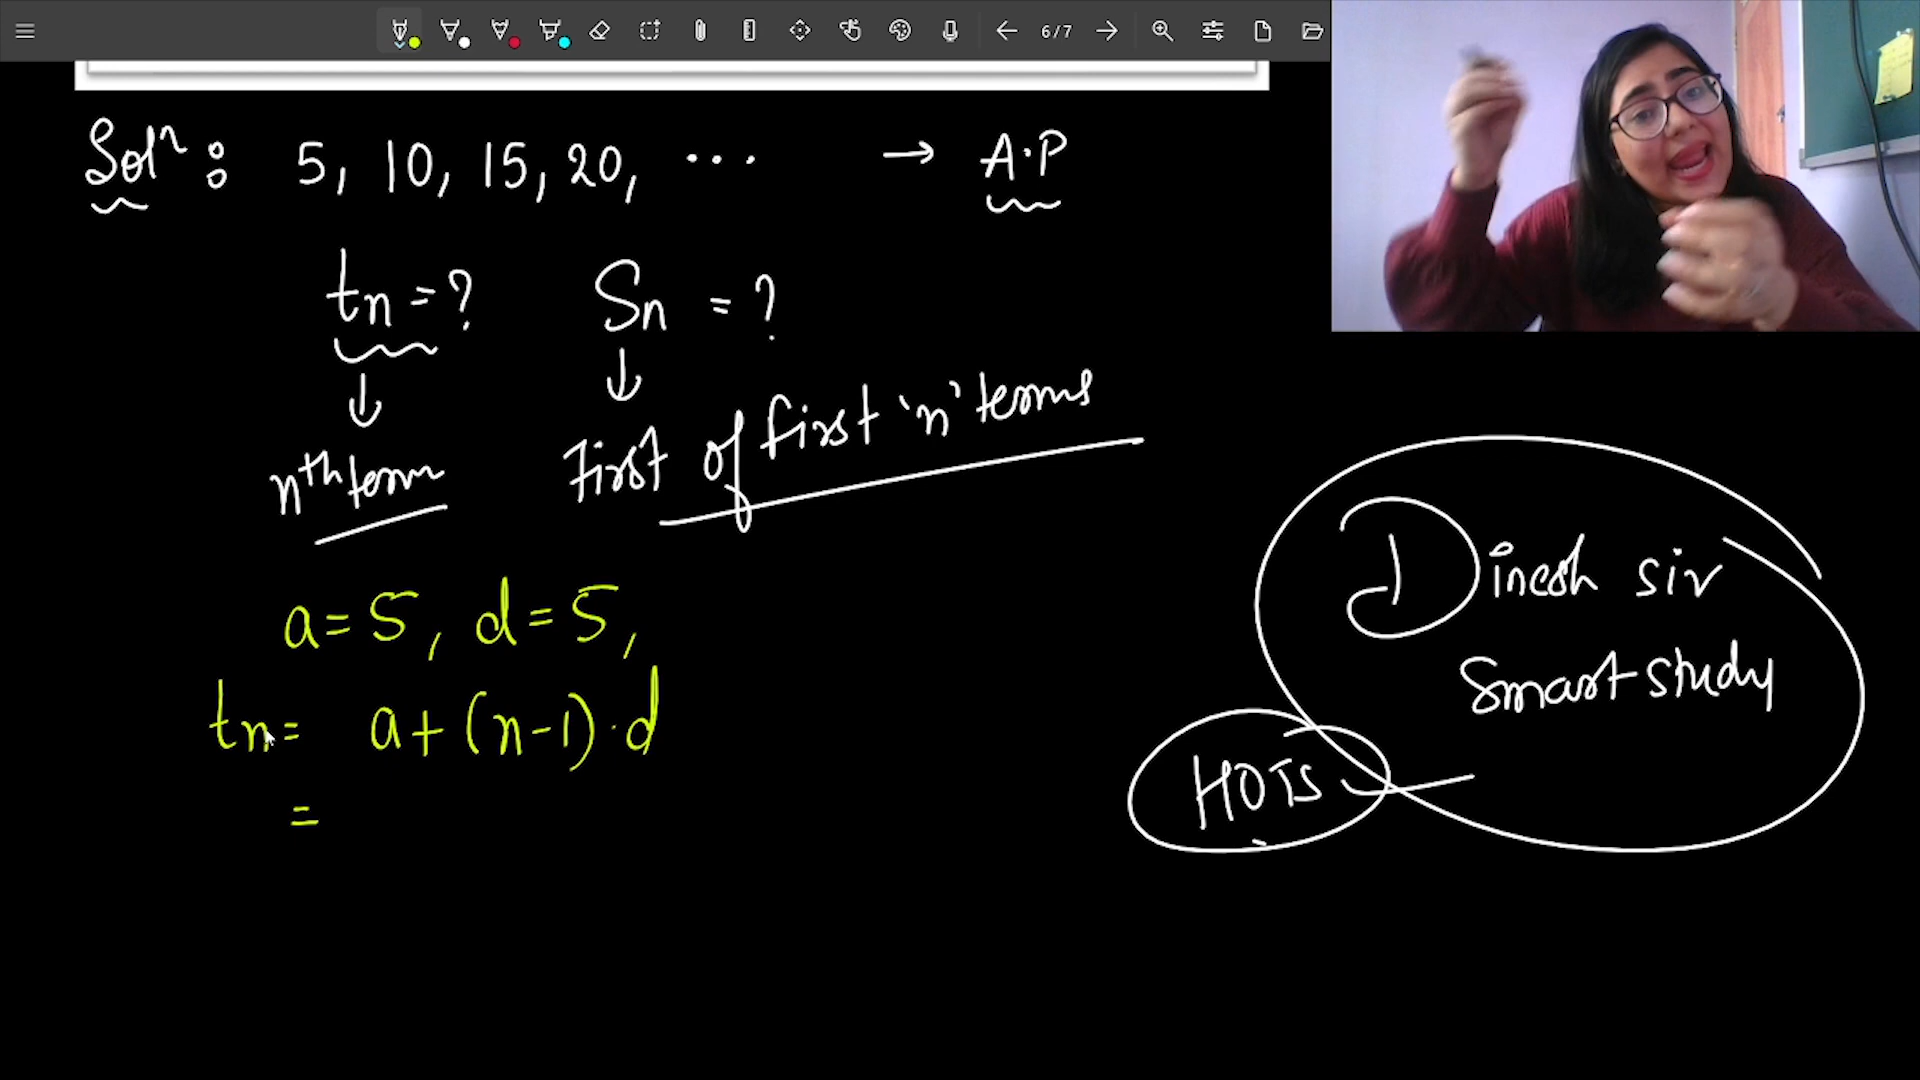 6/7
Solⁿ : 5, 10, 15, 20, ... → A.P
tn = ? Sn = ?
↓ ↓
nth term First of first 'n' terms
a = 5, d = 5,
tn = a + (n-1)·d
=
Dinesh sir
Smart study
HOTS